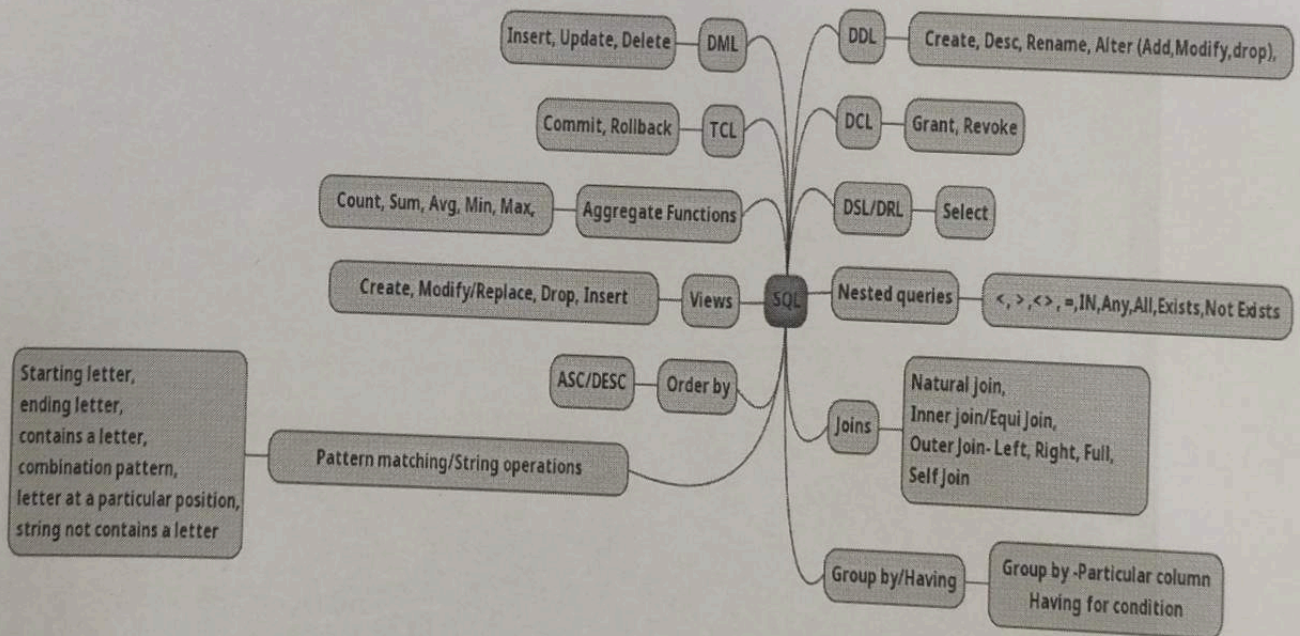 Insert, Update, Delete
DML
DDL
Create, Desc, Rename, Alter (Add,Modify,drop),
Commit, Rollback
TCL
DCL
Grant, Revoke
Count, Sum, Avg, Min, Max,
Aggregate Functions
DSL/DRL
Select
Create, Modify/Replace, Drop, Insert
Views
SQL
Nested queries
<, > ,<> , =,IN,Any,All,Exists,Not Exists
ASC/DESC
Order by
Joins
Natural join,
Inner join/Equi Join,
Outer Join- Left, Right, Full,
Self Join
Starting letter,
ending letter,
contains a letter,
combination pattern,
letter at a particular position,
string not contains a letter
Pattern matching/String operations
Group by/Having
Group by -Particular column
Having for condition